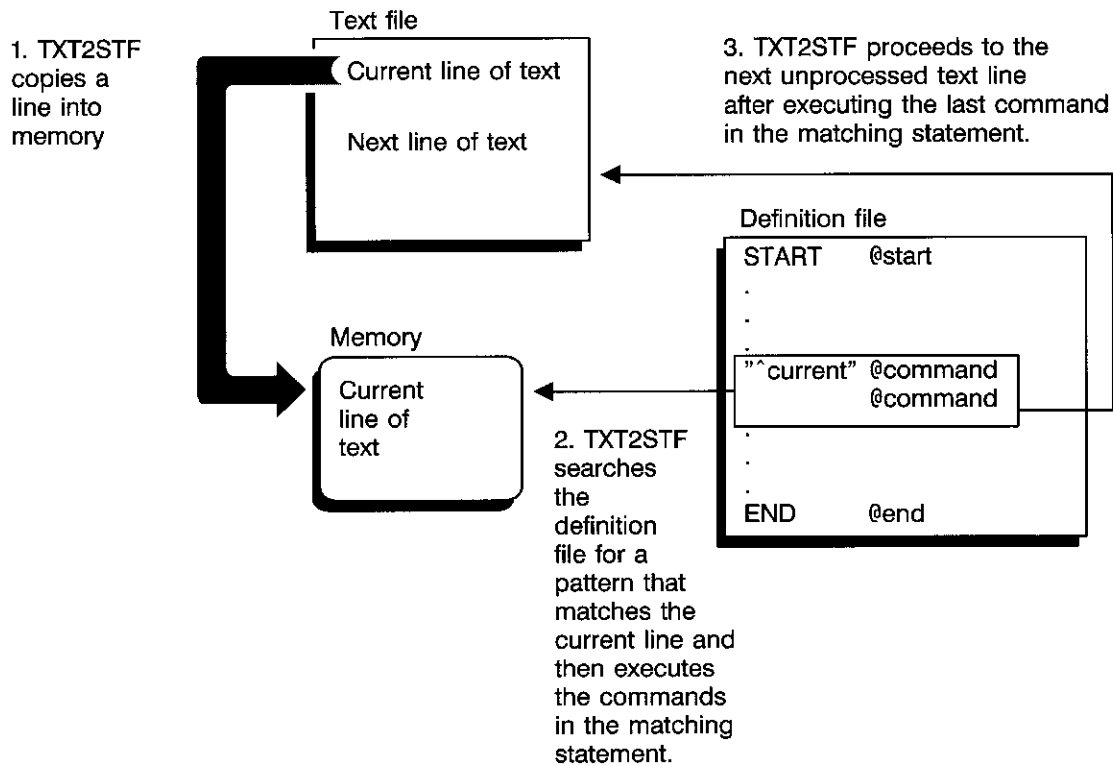 Text file
1. TXT2STF
copies a
line into
memory
Current line of text
Next line of text
3. TXT2STF proceeds to the
next unprocessed text line
after executing the last command
in the matching statement.
Definition file
START @start
.
.
.
"^current" @command
@command
.
.
.
END @end
Memory
Current
line of
text
2. TXT2STF
searches
the
definition
file for a
pattern that
matches the
current line and
then executes
the commands
in the matching
statement.